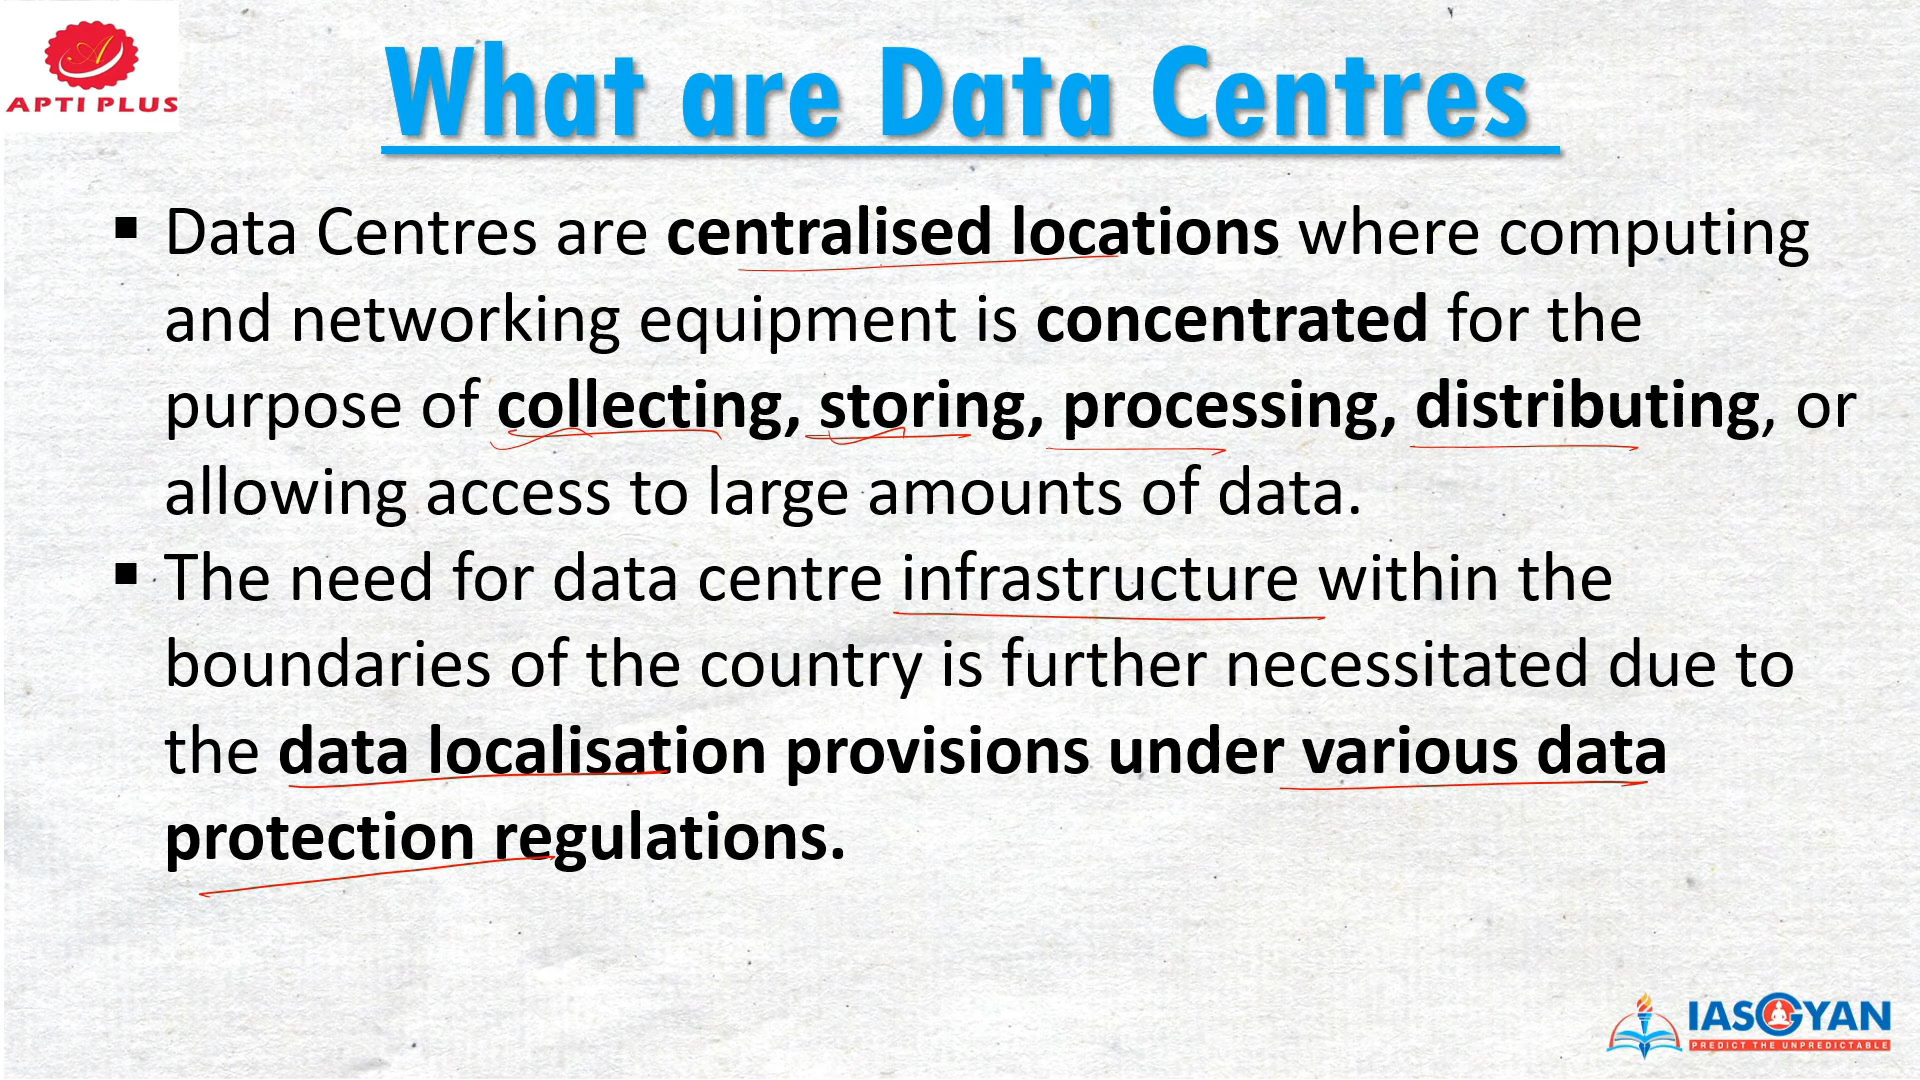 APTI PLUS
What are Data Centres
▪ Data Centres are centralised locations where computing
and networking equipment is concentrated for the
purpose of collecting, storing, processing, distributing, or
allowing access to large amounts of data.
▪ The need for data centre infrastructure within the
boundaries of the country is further necessitated due to
the data localisation provisions under various data
protection regulations.
IASGYAN
PREDICT THE UNPREDICTABLE